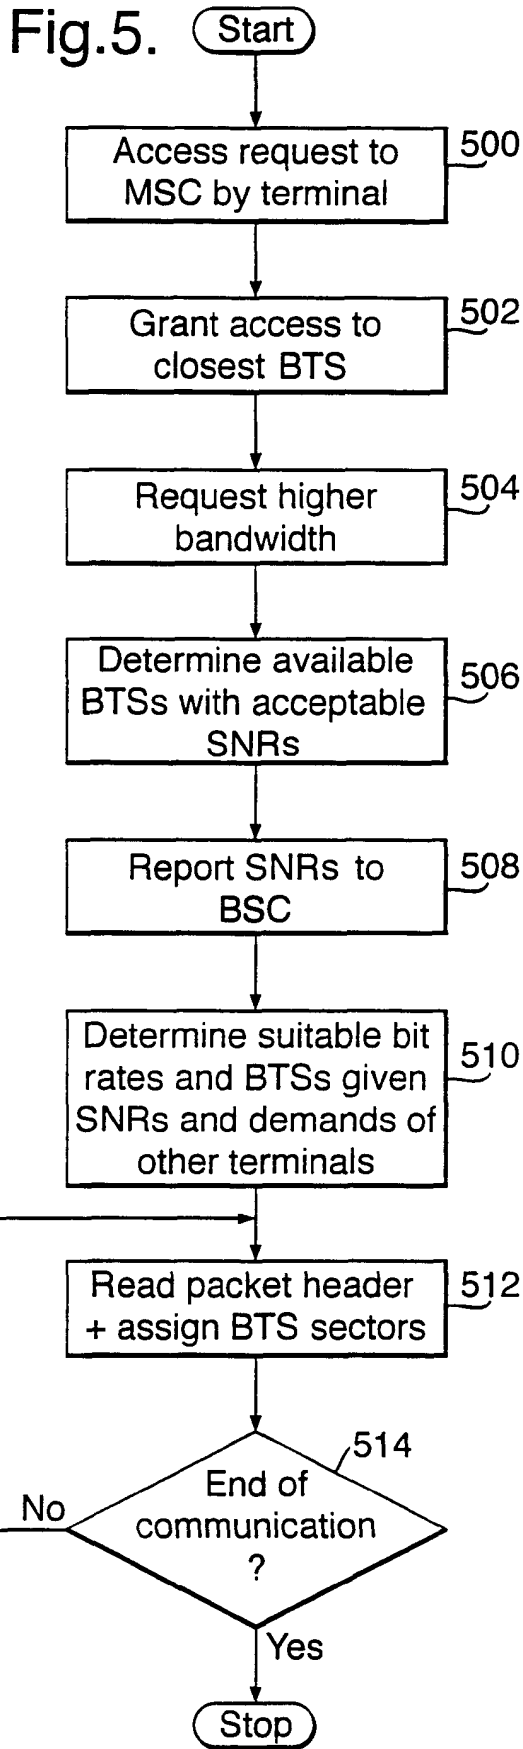 Fig.5.
Start
Access request to
MSC by terminal
500
Grant access to
closest BTS
502
Request higher
bandwidth
504
Determine available
BTSs with acceptable
SNRs
506
Report SNRs to
BSC
508
Determine suitable bit
rates and BTSs given
SNRs and demands of
other terminals
510
Read packet header
+ assign BTS sectors
512
514
End of
communication
?
No
Yes
Stop